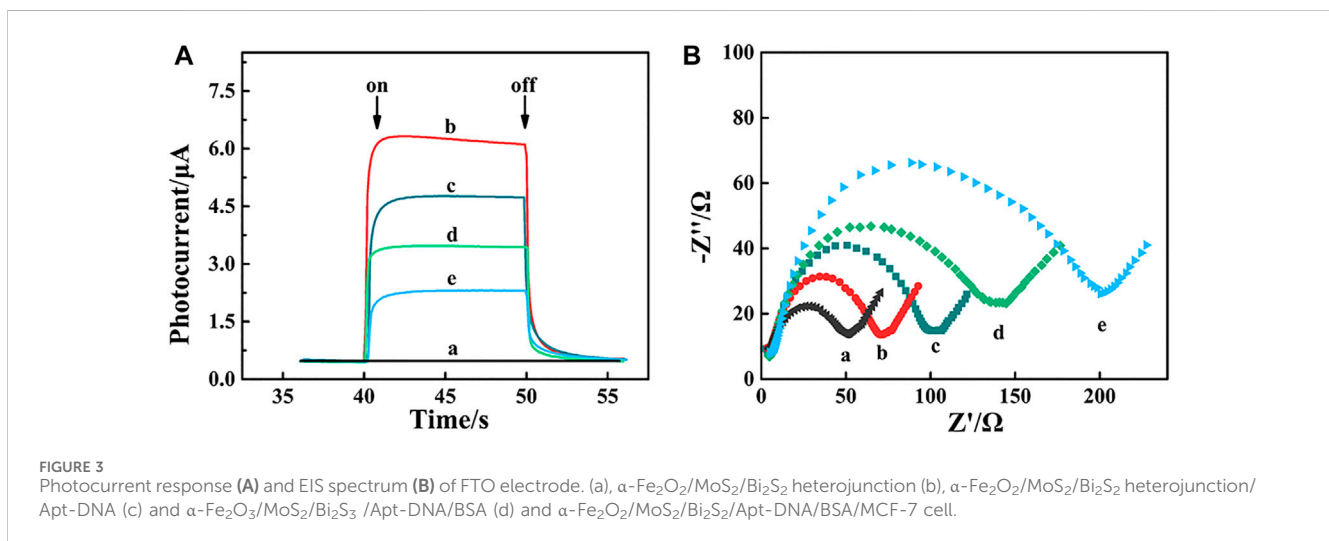 A
on
off
7.5
6.0
4.5
3.0
1.5
0.0
b
c
d
e
a
35
40
45
50
55
Photocurrent/μA
Time/s
B
100
80
60
40
20
0
0
50
100
150
200
-Z''/Ω
Z'/Ω
a
b
c
d
e
FIGURE 3
Photocurrent response (A) and EIS spectrum (B) of FTO electrode. (a), α-Fe₂O₂/MoS₂/Bi₂S₂ heterojunction (b), α-Fe₂O₂/MoS₂/Bi₂S₂ heterojunction/
Apt-DNA (c) and α-Fe₂O₃/MoS₂/Bi₂S₃ /Apt-DNA/BSA (d) and α-Fe₂O₂/MoS₂/Bi₂S₂/Apt-DNA/BSA/MCF-7 cell.